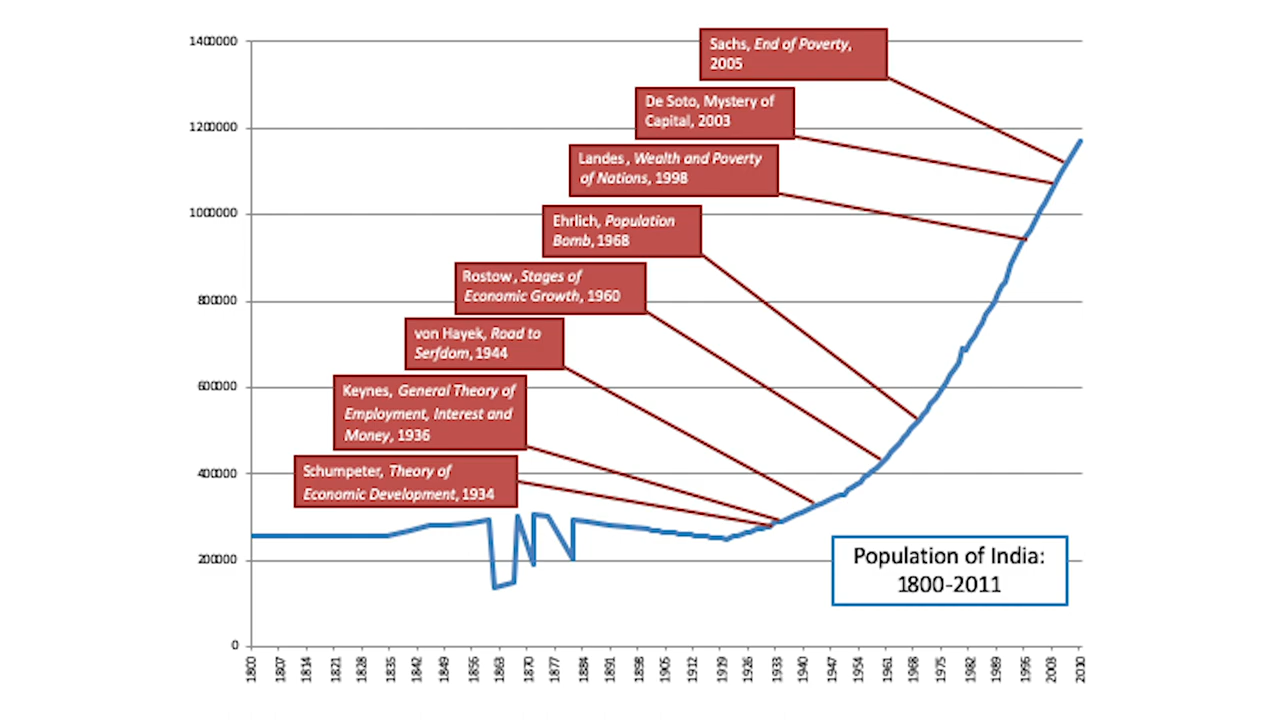 1400000
1200000
1000000
800000
600000
400000
200000
0
Sachs, End of Poverty,
2005
De Soto, Mystery of
Capital, 2003
Landes, Wealth and Poverty
of Nations, 1998
Ehrlich, Population
Bomb, 1968
Rostow, Stages of
Economic Growth, 1960
von Hayek, Road to
Serfdom, 1944
Keynes, General Theory of
Employment, Interest and
Money, 1936
Schumpeter, Theory of
Economic Development, 1934
Population of India:
1800-2011
1800
1807
1814
1821
1828
1835
1842
1849
1856
1863
1870
1877
1884
1891
1898
1905
1912
1919
1926
1933
1940
1947
1954
1961
1968
1975
1982
1989
1996
2003
2010